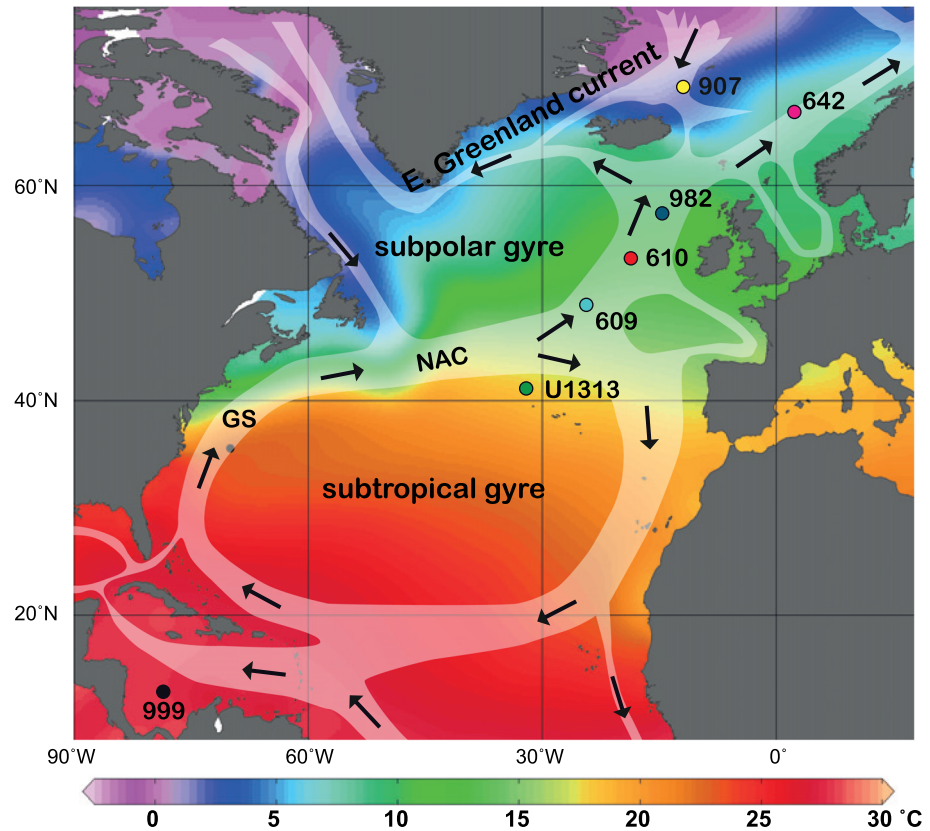 907
642
E. Greenland current
60˚N
982
subpolar gyre
610
609
NAC
U1313
40˚N
GS
subtropical gyre
20˚N
999
90˚W
60˚W
30˚W
0˚
0
5
10
15
20
25
30 ˚C